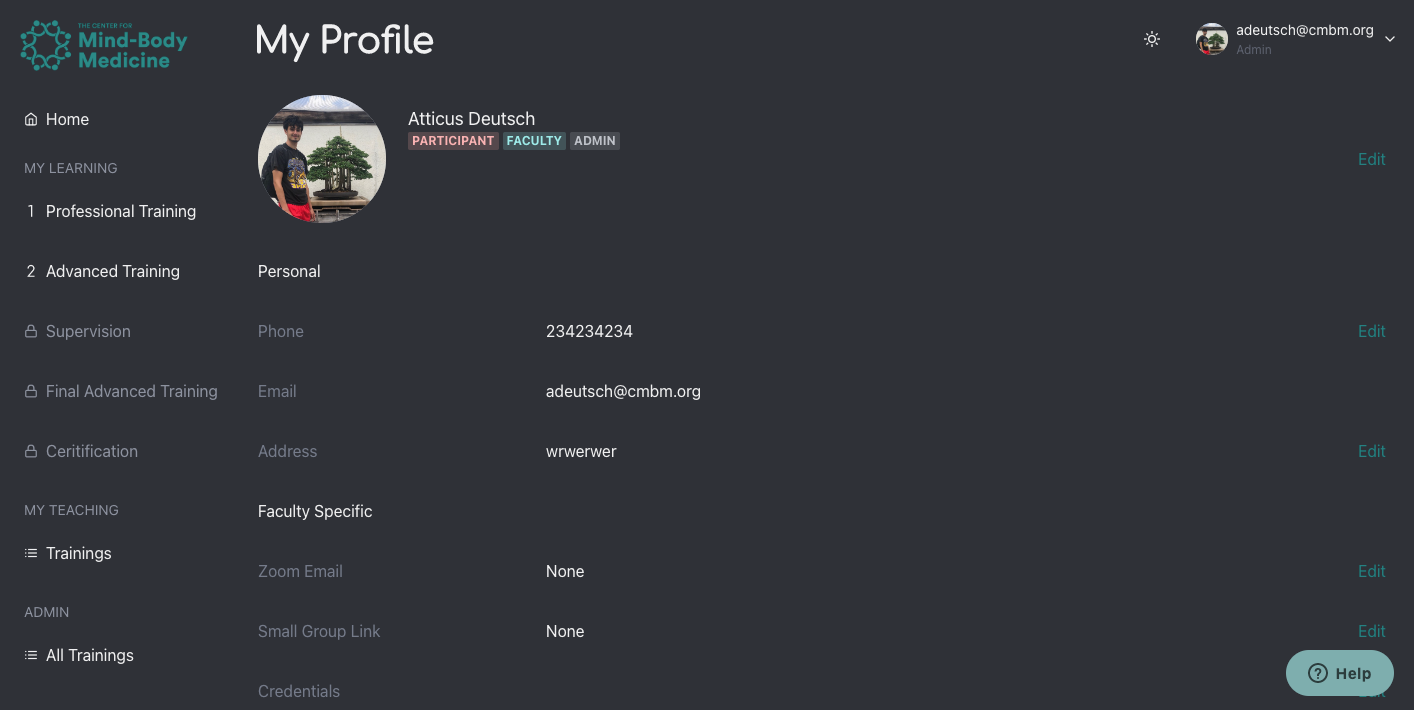 THE CENTER FOR
Mind-Body
Medicine
My Profile
adeutsch@cmbm.org
Admin
Home
MY LEARNING
1 Professional Training
2 Advanced Training
Supervision
Final Advanced Training
Ceritification
MY TEACHING
Trainings
ADMIN
All Trainings
Atticus Deutsch
PARTICIPANT FACULTY ADMIN
Edit
Personal
Phone 234234234 Edit
Email adeutsch@cmbm.org
Address wrwerwer Edit
Faculty Specific
Zoom Email None Edit
Small Group Link None Edit
Credentials Edit
Help